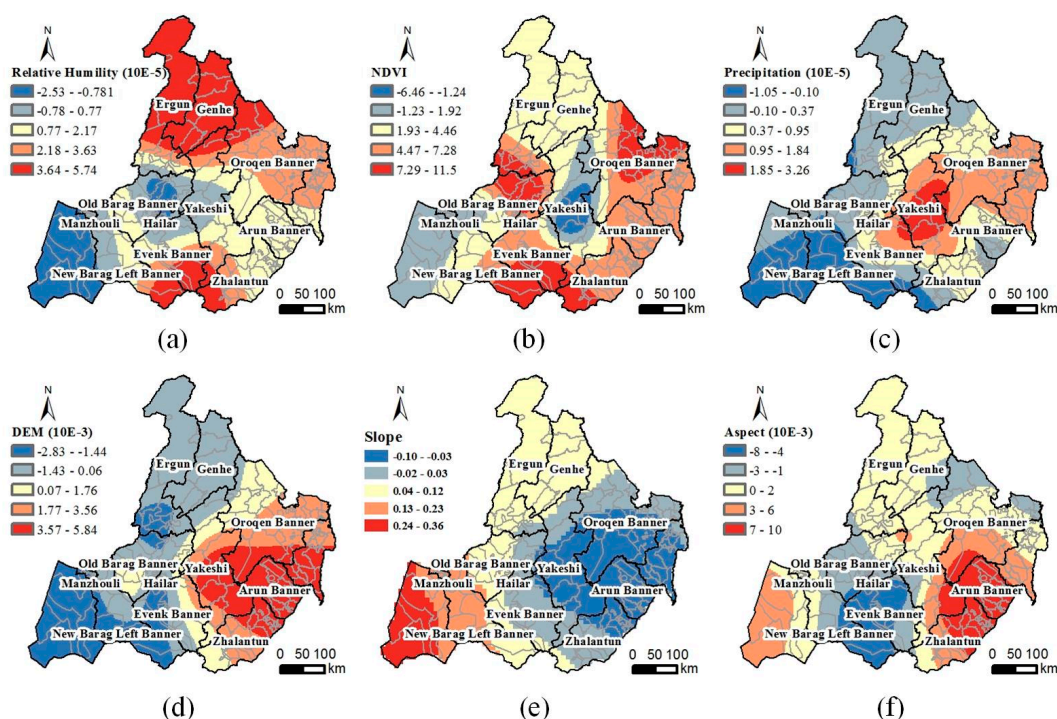 N
Relative Humility (10E-5)
-2.53 - -0.781
-0.78 - 0.77
0.77 - 2.17
2.18 - 3.63
3.64 - 5.74
Ergun
Genhe
Oroqen Banner
Old Barag Banner
Yakeshi
Manzhouli
Hailar
Arun Banner
Evenk Banner
New Barag Left Banner
Zhalantun
0 50 100
km
(a)
N
NDVI
-6.46 - -1.24
-1.23 - 1.92
1.93 - 4.46
4.47 - 7.28
7.29 - 11.5
Ergun
Genhe
Oroqen Banner
Old Barag Banner
Yakeshi
Manzhouli
Hailar
Arun Banner
Evenk Banner
New Barag Left Banner
Zhalantun
0 50 100
km
(b)
N
Precipitation (10E-5)
-1.05 - -0.10
-0.10 - 0.37
0.37 - 0.95
0.95 - 1.84
1.85 - 3.26
Ergun
Genhe
Oroqen Banner
Old Barag Banner
Yakeshi
Manzhouli
Hailar
Arun Banner
Evenk Banner
New Barag Left Banner
Zhalantun
0 50 100
km
(c)
N
DEM (10E-3)
-2.83 - -1.44
-1.43 - 0.06
0.07 - 1.76
1.77 - 3.56
3.57 - 5.84
Ergun
Genhe
Oroqen Banner
Old Barag Banner
Yakeshi
Manzhouli
Hailar
Arun Banner
Evenk Banner
New Barag Left Banner
Zhalantun
0 50 100
km
(d)
N
Slope
-0.10 - -0.03
-0.02 - 0.03
0.04 - 0.12
0.13 - 0.23
0.24 - 0.36
Ergun
Genhe
Oroqen Banner
Old Barag Banner
Yakeshi
Manzhouli
Hailar
Arun Banner
Evenk Banner
New Barag Left Banner
Zhalantun
0 50 100
km
(e)
N
Aspect (10E-3)
-8 - -4
-3 - -1
0 - 2
3 - 6
7 - 10
Ergun
Genhe
Oroqen Banner
Old Barag Banner
Yakeshi
Manzhouli
Hailar
Arun Banner
Evenk Banner
New Barag Left Banner
Zhalantun
0 50 100
km
(f)